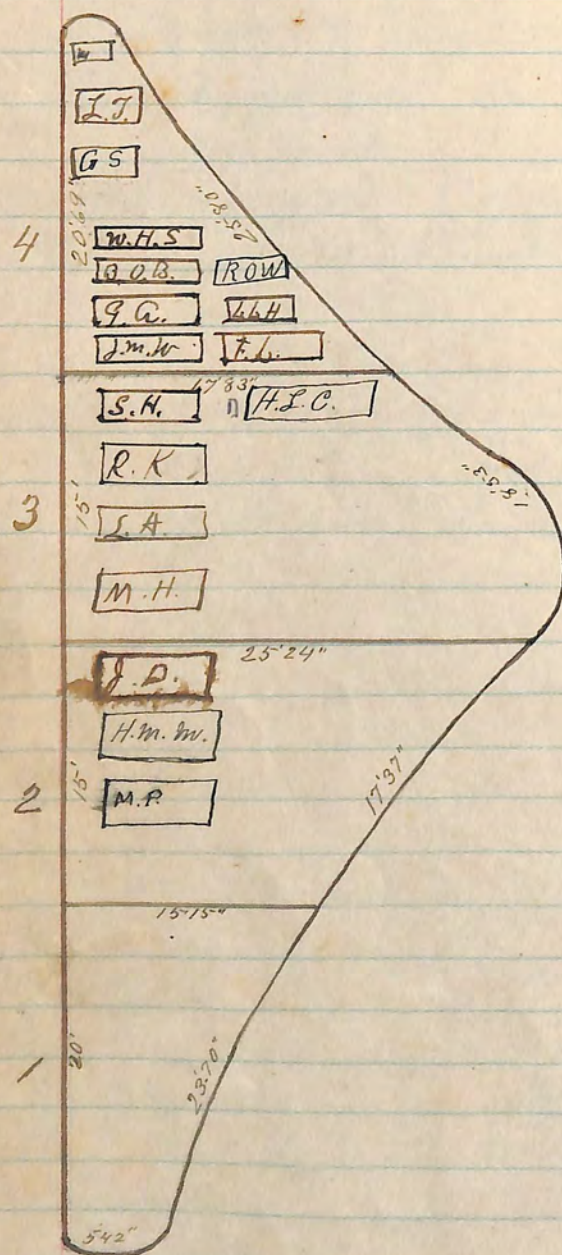 W
L.T.
G S
20'69"
25'80"
4
W.H.S
B.O.B.
ROW
G.A.
LLH
J.M.W.
F.L.
17'83"
S.H.
H.L.C.
R.K
18'53"
3
15'
L.A.
M.H.
25'24"
J.D.
H.M.M.
17'37"
2
15'
M.P.
15'15"
1
20'
23'70"
5'42"